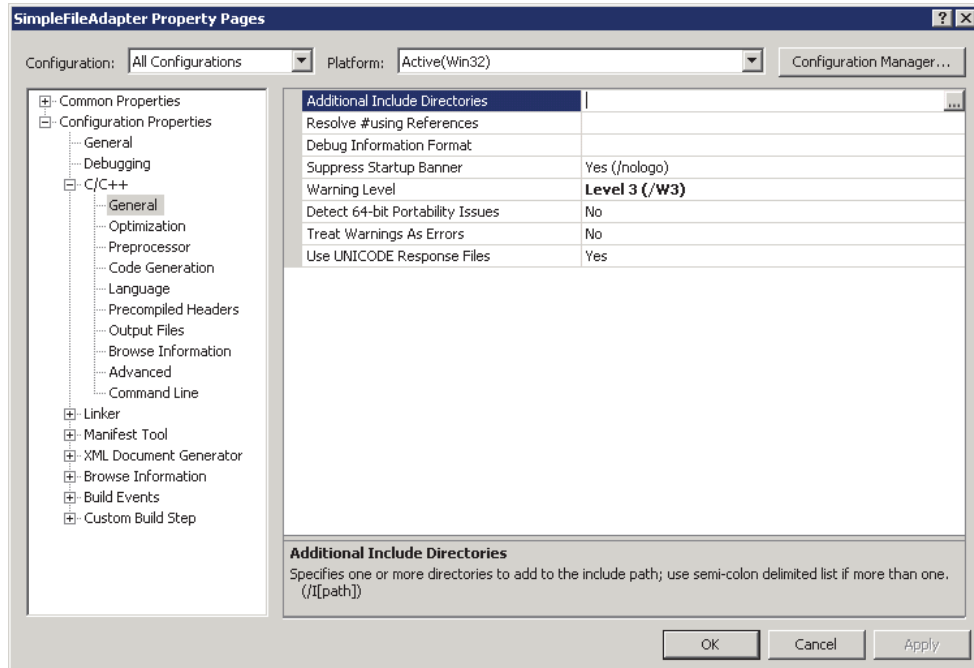 SimpleFileAdapter Property Pages
Configuration: All Configurations Platform: Active(Win32) Configuration Manager...
Common Properties
Configuration Properties
General
Debugging
C/C++
General
Optimization
Preprocessor
Code Generation
Language
Precompiled Headers
Output Files
Browse Information
Advanced
Command Line
Linker
Manifest Tool
XML Document Generator
Browse Information
Build Events
Custom Build Step
Additional Include Directories ...
Resolve #using References
Debug Information Format
Suppress Startup Banner Yes (/nologo)
Warning Level Level 3 (/W3)
Detect 64-bit Portability Issues No
Treat Warnings As Errors No
Use UNICODE Response Files Yes
Additional Include Directories
Specifies one or more directories to add to the include path; use semi-colon delimited list if more than one.
(/I[path])
OK Cancel Apply